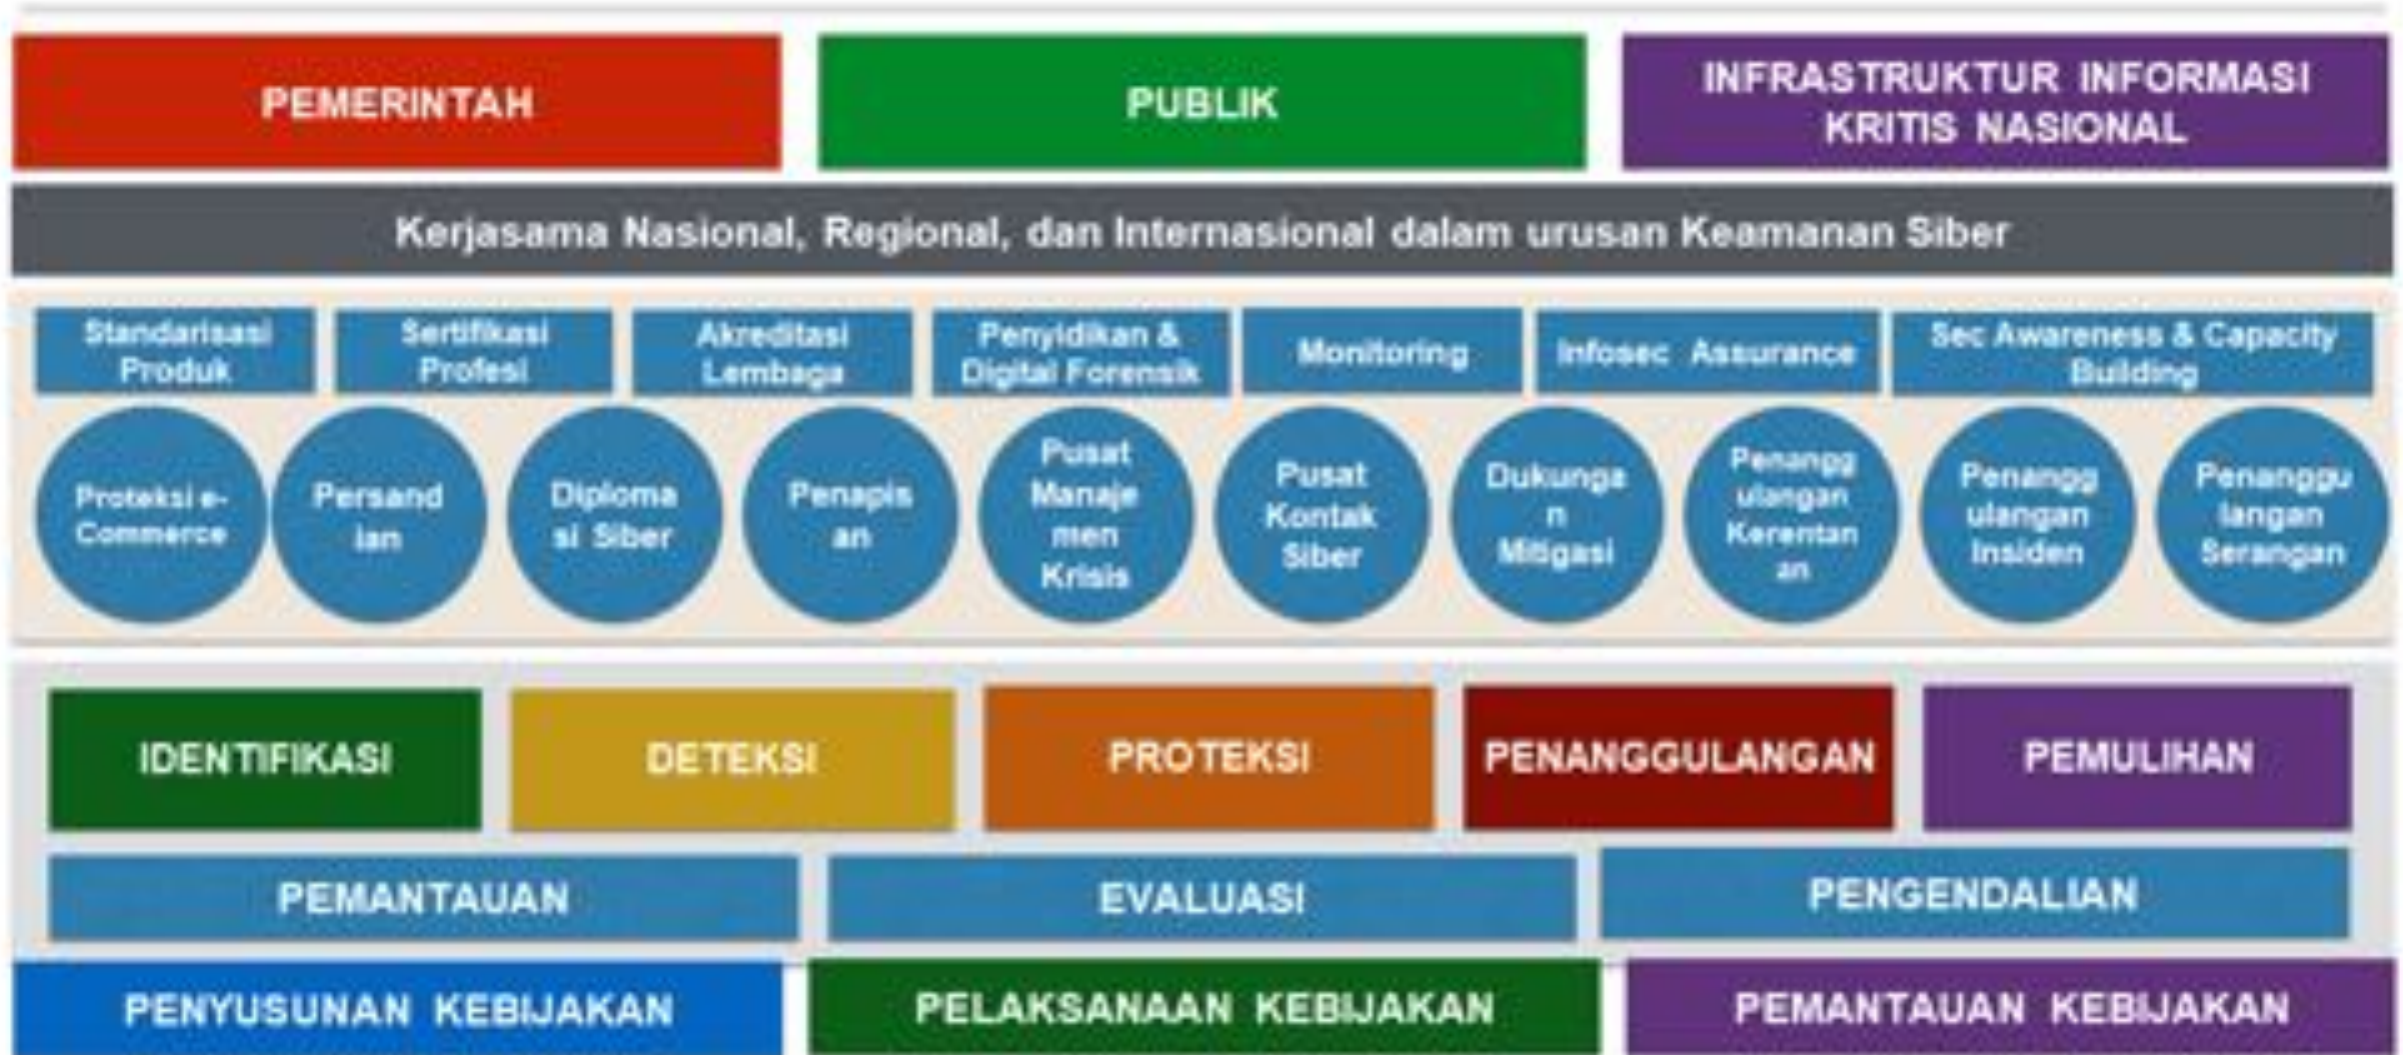 PEMERINTAH
PUBLIK
INFRASTRUKTUR INFORMASI
KRITIS NASIONAL
Kerjasama Nasional, Regional, dan Internasional dalam urusan Keamanan Siber
Standarisasi
Produk
Sertifikasi
Profesi
Akreditasi
Lembaga
Penyidikan &
Digital Forensik
Monitoring
Infosec Assurance
Sec Awareness & Capacity
Building
Proteksi e-
Commerce
Persand
ian
Diploma
si Siber
Penapis
an
Pusat
Manaje
men
Krisis
Pusat
Kontak
Siber
Dukunga
n
Mitigasi
Penangg
ulangan
Kerentan
an
Penangg
ulangan
Insiden
Penanggu
langan
Serangan
IDENTIFIKASI
DETEKSI
PROTEKSI
PENANGGULANGAN
PEMULIHAN
PEMANTAUAN
EVALUASI
PENGENDALIAN
PENYUSUNAN KEBIJAKAN
PELAKSANAAN KEBIJAKAN
PEMANTAUAN KEBIJAKAN